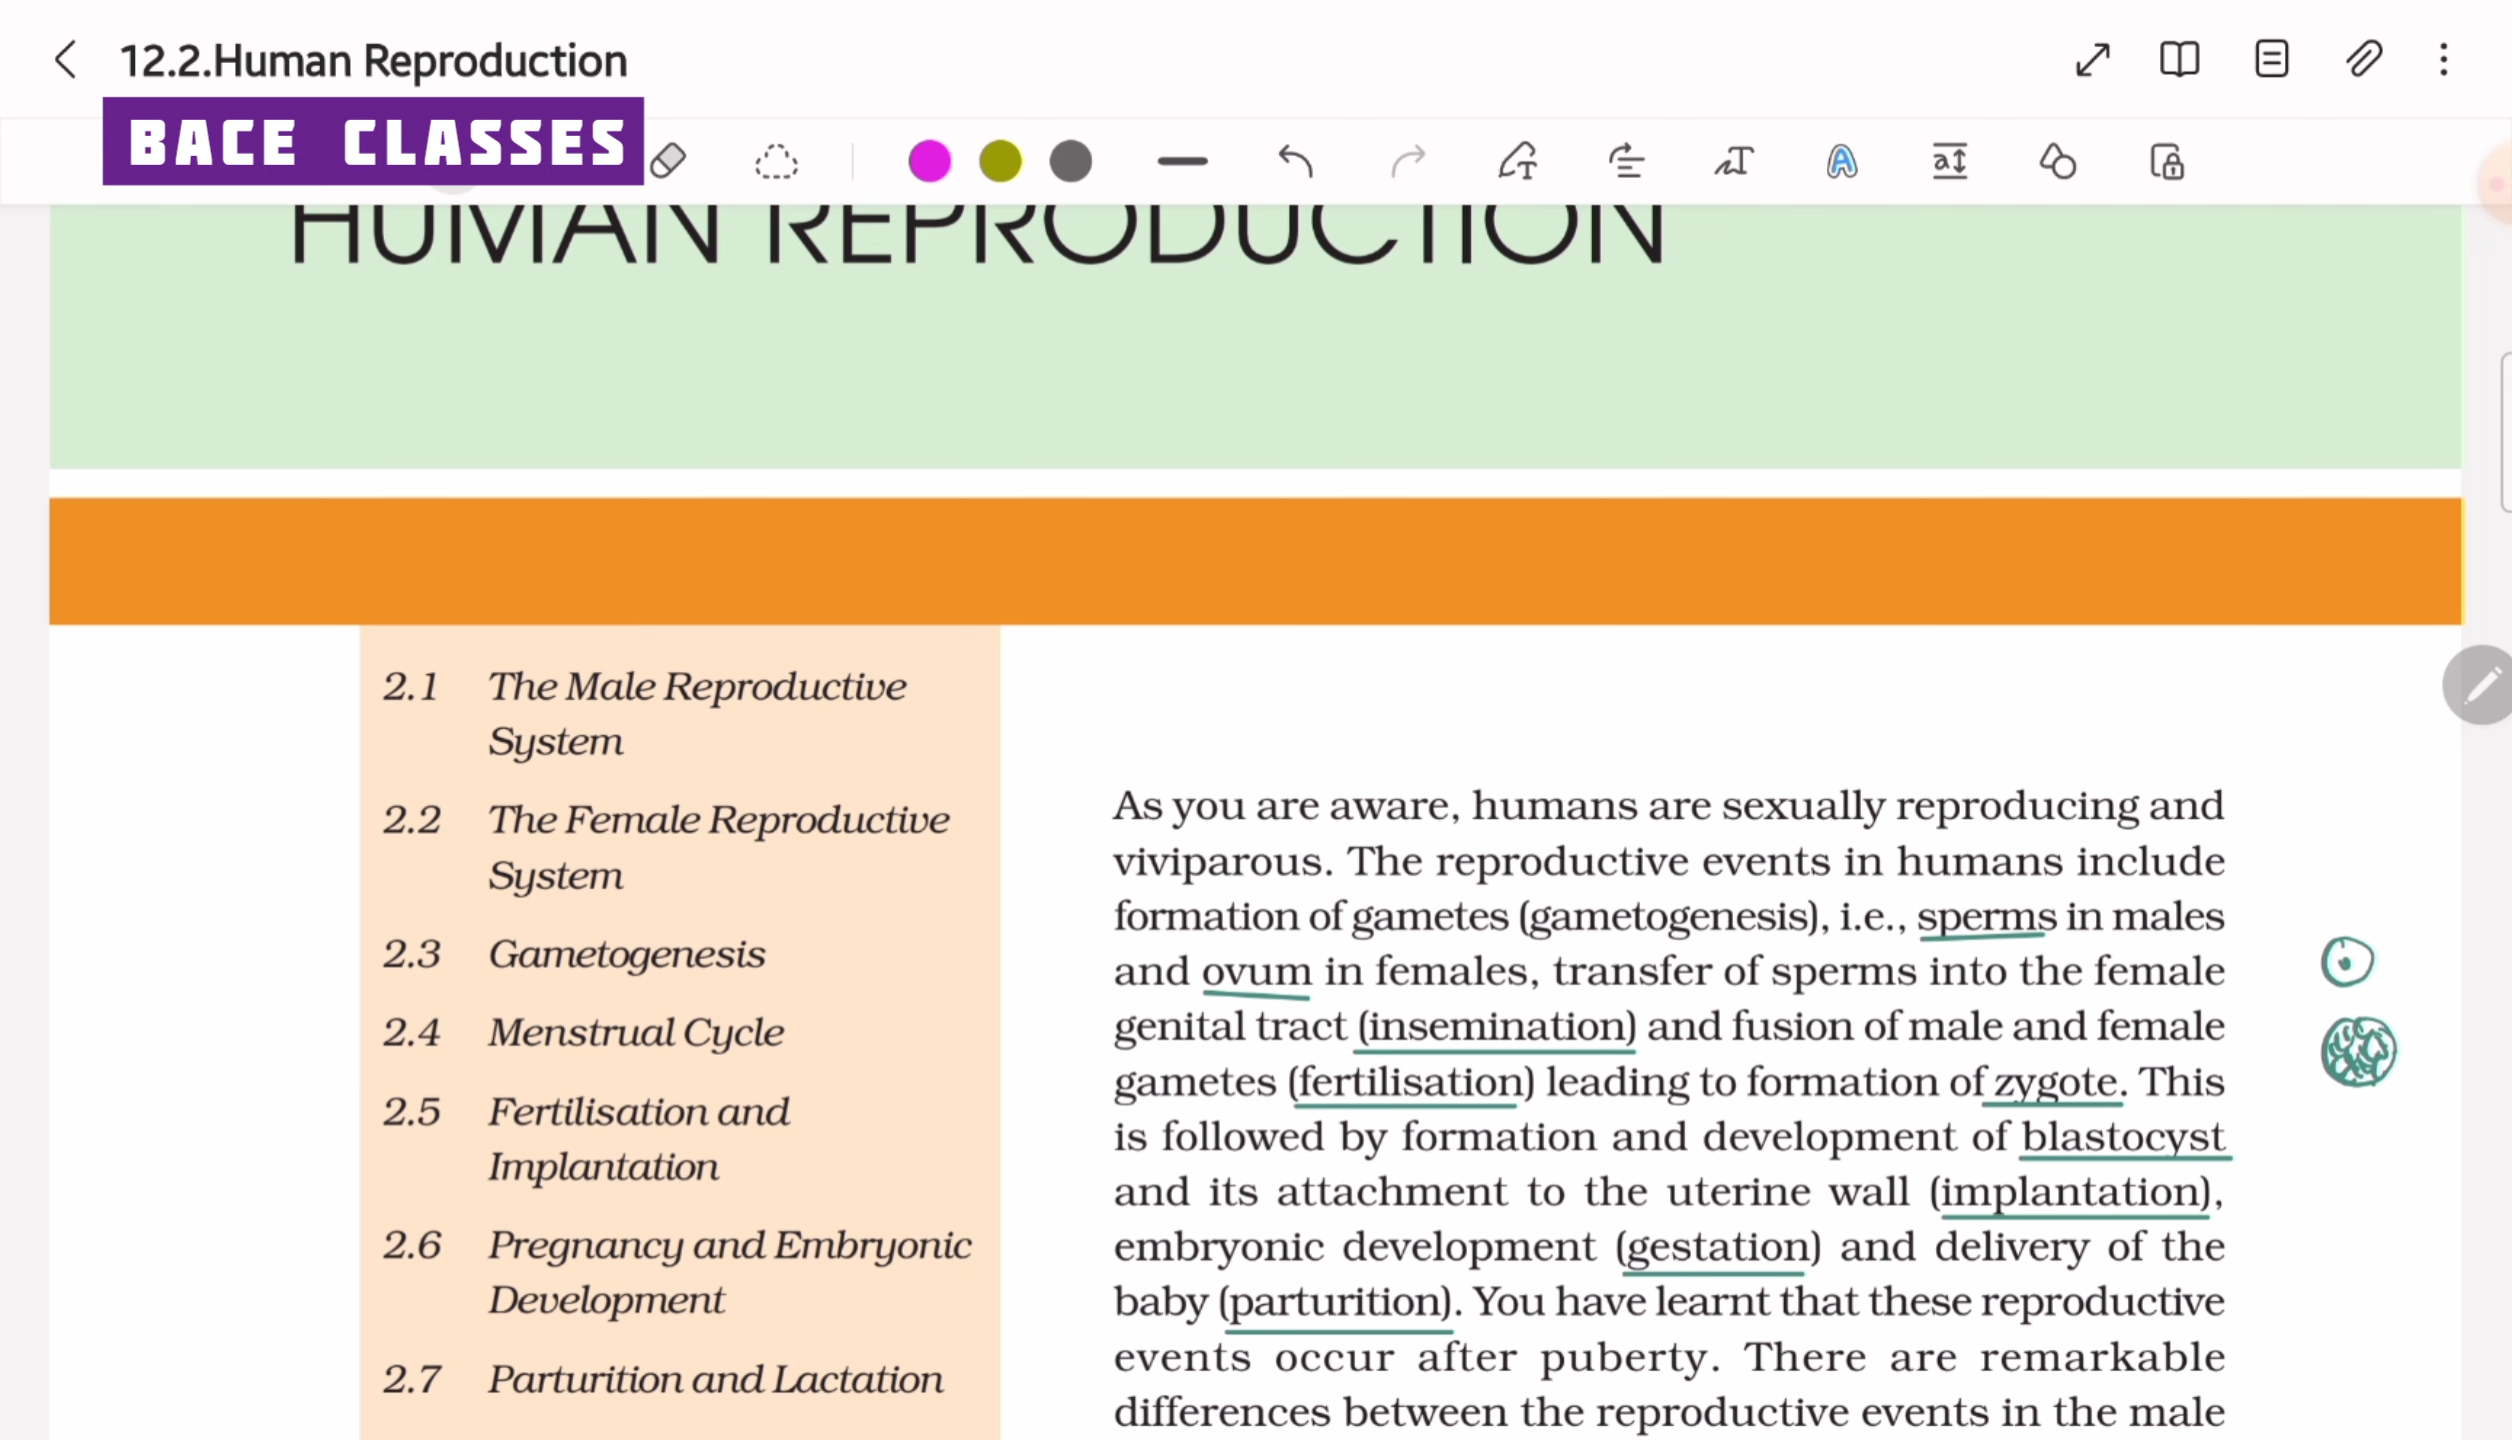 12.2.Human Reproduction
BACE CLASSES
HUMAN REPRODUCTION
2.1 The Male Reproductive
System
2.2 The Female Reproductive
System
2.3 Gametogenesis
2.4 Menstrual Cycle
2.5 Fertilisation and
Implantation
2.6 Pregnancy and Embryonic
Development
2.7 Parturition and Lactation
As you are aware, humans are sexually reproducing and
viviparous. The reproductive events in humans include
formation of gametes (gametogenesis), i.e., sperms in males
and ovum in females, transfer of sperms into the female
genital tract (insemination) and fusion of male and female
gametes (fertilisation) leading to formation of zygote. This
is followed by formation and development of blastocyst
and its attachment to the uterine wall (implantation),
embryonic development (gestation) and delivery of the
baby (parturition). You have learnt that these reproductive
events occur after puberty. There are remarkable
differences between the reproductive events in the male